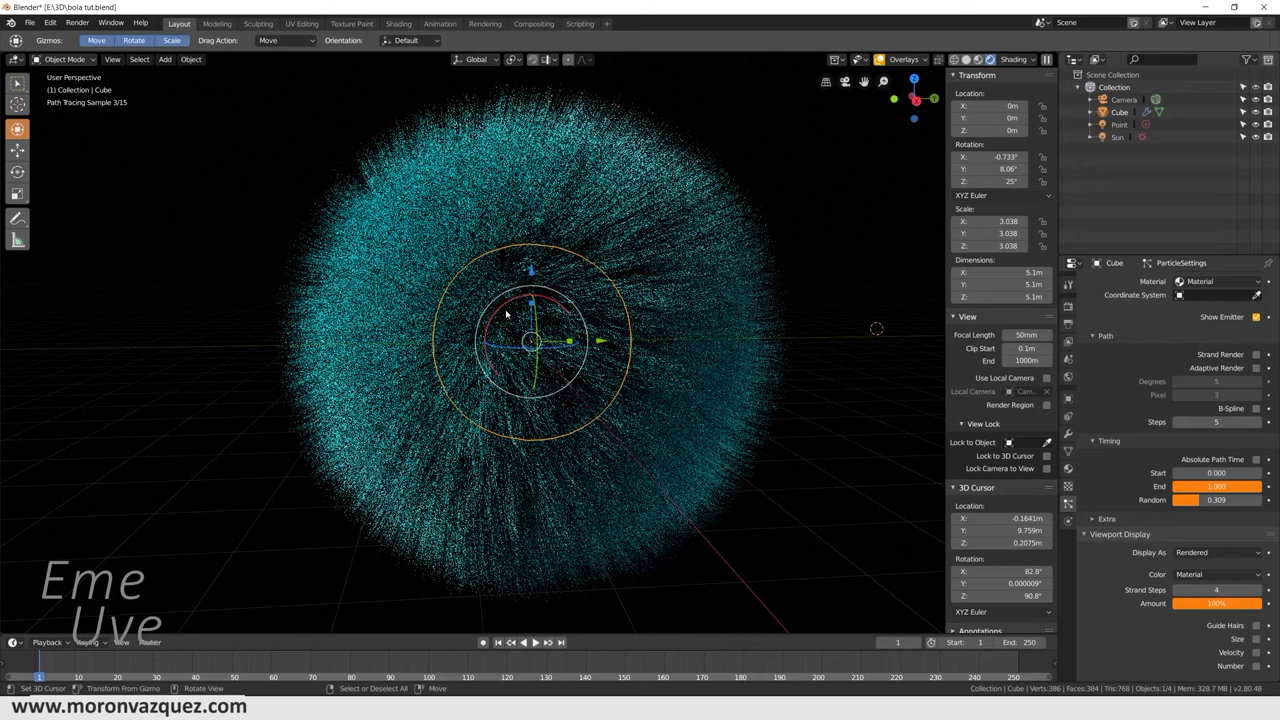 Blender* [E:\3D\bola tut.blend]
File Edit Render Window Help Layout Modeling Sculpting UV Editing Texture Paint Shading Animation Rendering Compositing Scripting + Scene View Layer
Gizmos: Move Rotate Scale Drag Action: Move Orientation: Default
Object Mode View Select Add Object Global Overlays Shading
User Perspective
(1) Collection | Cube
Path Tracing Sample 3/15
Z
Y
X
Transform
Location:
X: 0m
Y: 0m
Z: 0m
Rotation:
X: -0.733°
Y: 8.06°
Z: 25°
XYZ Euler
Scale:
X: 3.038
Y: 3.038
Z: 3.038
Dimensions:
X: 5.1m
Y: 5.1m
Z: 5.1m
View
Focal Length 50mm
Clip Start 0.1m
End 1000m
Use Local Camera
Local Camera Cam..
Render Region
View Lock
Lock to Object
Lock to 3D Cursor
Lock Camera to View
3D Cursor
Location:
X: -0.1641m
Y: 9.759m
Z: 0.2075m
Rotation:
X: 82.8°
Y: 0.000009°
Z: 90.8°
XYZ Euler
Annotations
Scene Collection
Collection
Camera
Cube
Point
Sun
Cube ParticleSettings
Material Material
Coordinate System
Show Emitter
Path
Strand Render
Adaptive Render
Degrees 5
Pixel 3
B-Spline
Steps 5
Timing
Absolute Path Time
Start 0.000
End 1.000
Random 0.309
Extra
Viewport Display
Display As Rendered
Color Material
Strand Steps 4
Amount 100%
Guide Hairs
Size
Velocity
Number
Eme
Uve
Playback Keying View Marker 1 Start: 1 End: 250
1 10 20 30 40 50 60 70 80 90 100 110 120 130 140 150 160 170 180 190 200 210 220 230 240 250
Set 3D Cursor Transform From Gizmo Rotate View Select or Deselect All Move Collection | Cube | Verts:386 | Faces:384 | Tris:768 | Objects:1/4 | Mem: 328.7 MB | v2.80.48
www.moronvazquez.com